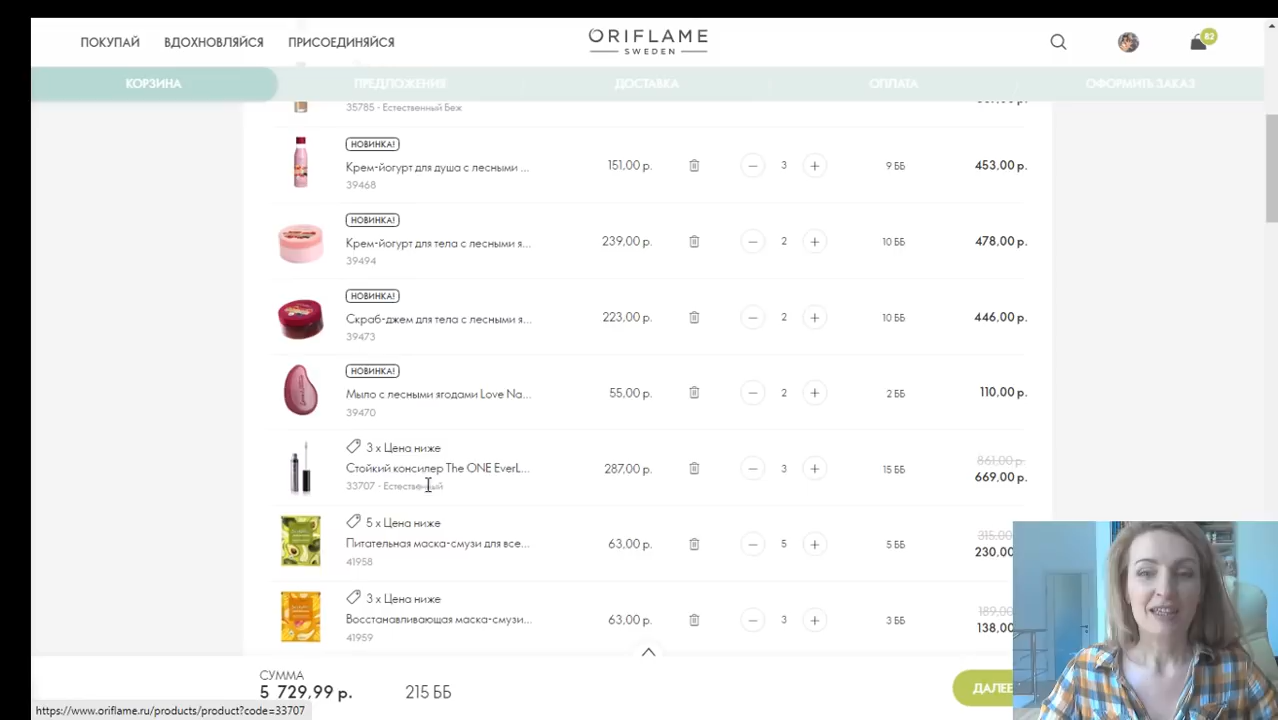 ПОКУПАЙ ВДОХНОВЛЯЙСЯ ПРИСОЕДИНЯЙСЯ
ORIFLAME
SWEDEN
82
КОРЗИНА ПРЕДЛОЖЕНИЯ ДОСТАВКА ОПЛАТА ОФОРМИТЬ ЗАКАЗ
35785 - Естественный Беж
НОВИНКА!
Крем-йогурт для душа с лесными ... 151,00 р. 3 9 ББ 453,00 р.
39468
НОВИНКА!
Крем-йогурт для тела с лесными я... 239,00 р. 2 10 ББ 478,00 р.
39494
НОВИНКА!
Скраб-джем для тела с лесными я... 223,00 р. 2 10 ББ 446,00 р.
39473
НОВИНКА!
Мыло с лесными ягодами Love Na... 55,00 р. 2 2 ББ 110,00 р.
39470
3 x Цена ниже
861,00 р.
Стойкий консилер The ONE EverL... 287,00 р. 3 15 ББ 669,00 р.
33707 - Естественный
5 x Цена ниже
315,00
Питательная маска-смузи для все... 63,00 р. 5 5 ББ 230,00
41958
3 x Цена ниже
189,00
Восстанавливающая маска-смузи... 63,00 р. 3 3 ББ 138,00
41959
СУММА
5 729,99 р. 215 ББ ДАЛЕЕ
https://www.oriflame.ru/products/product?code=33707